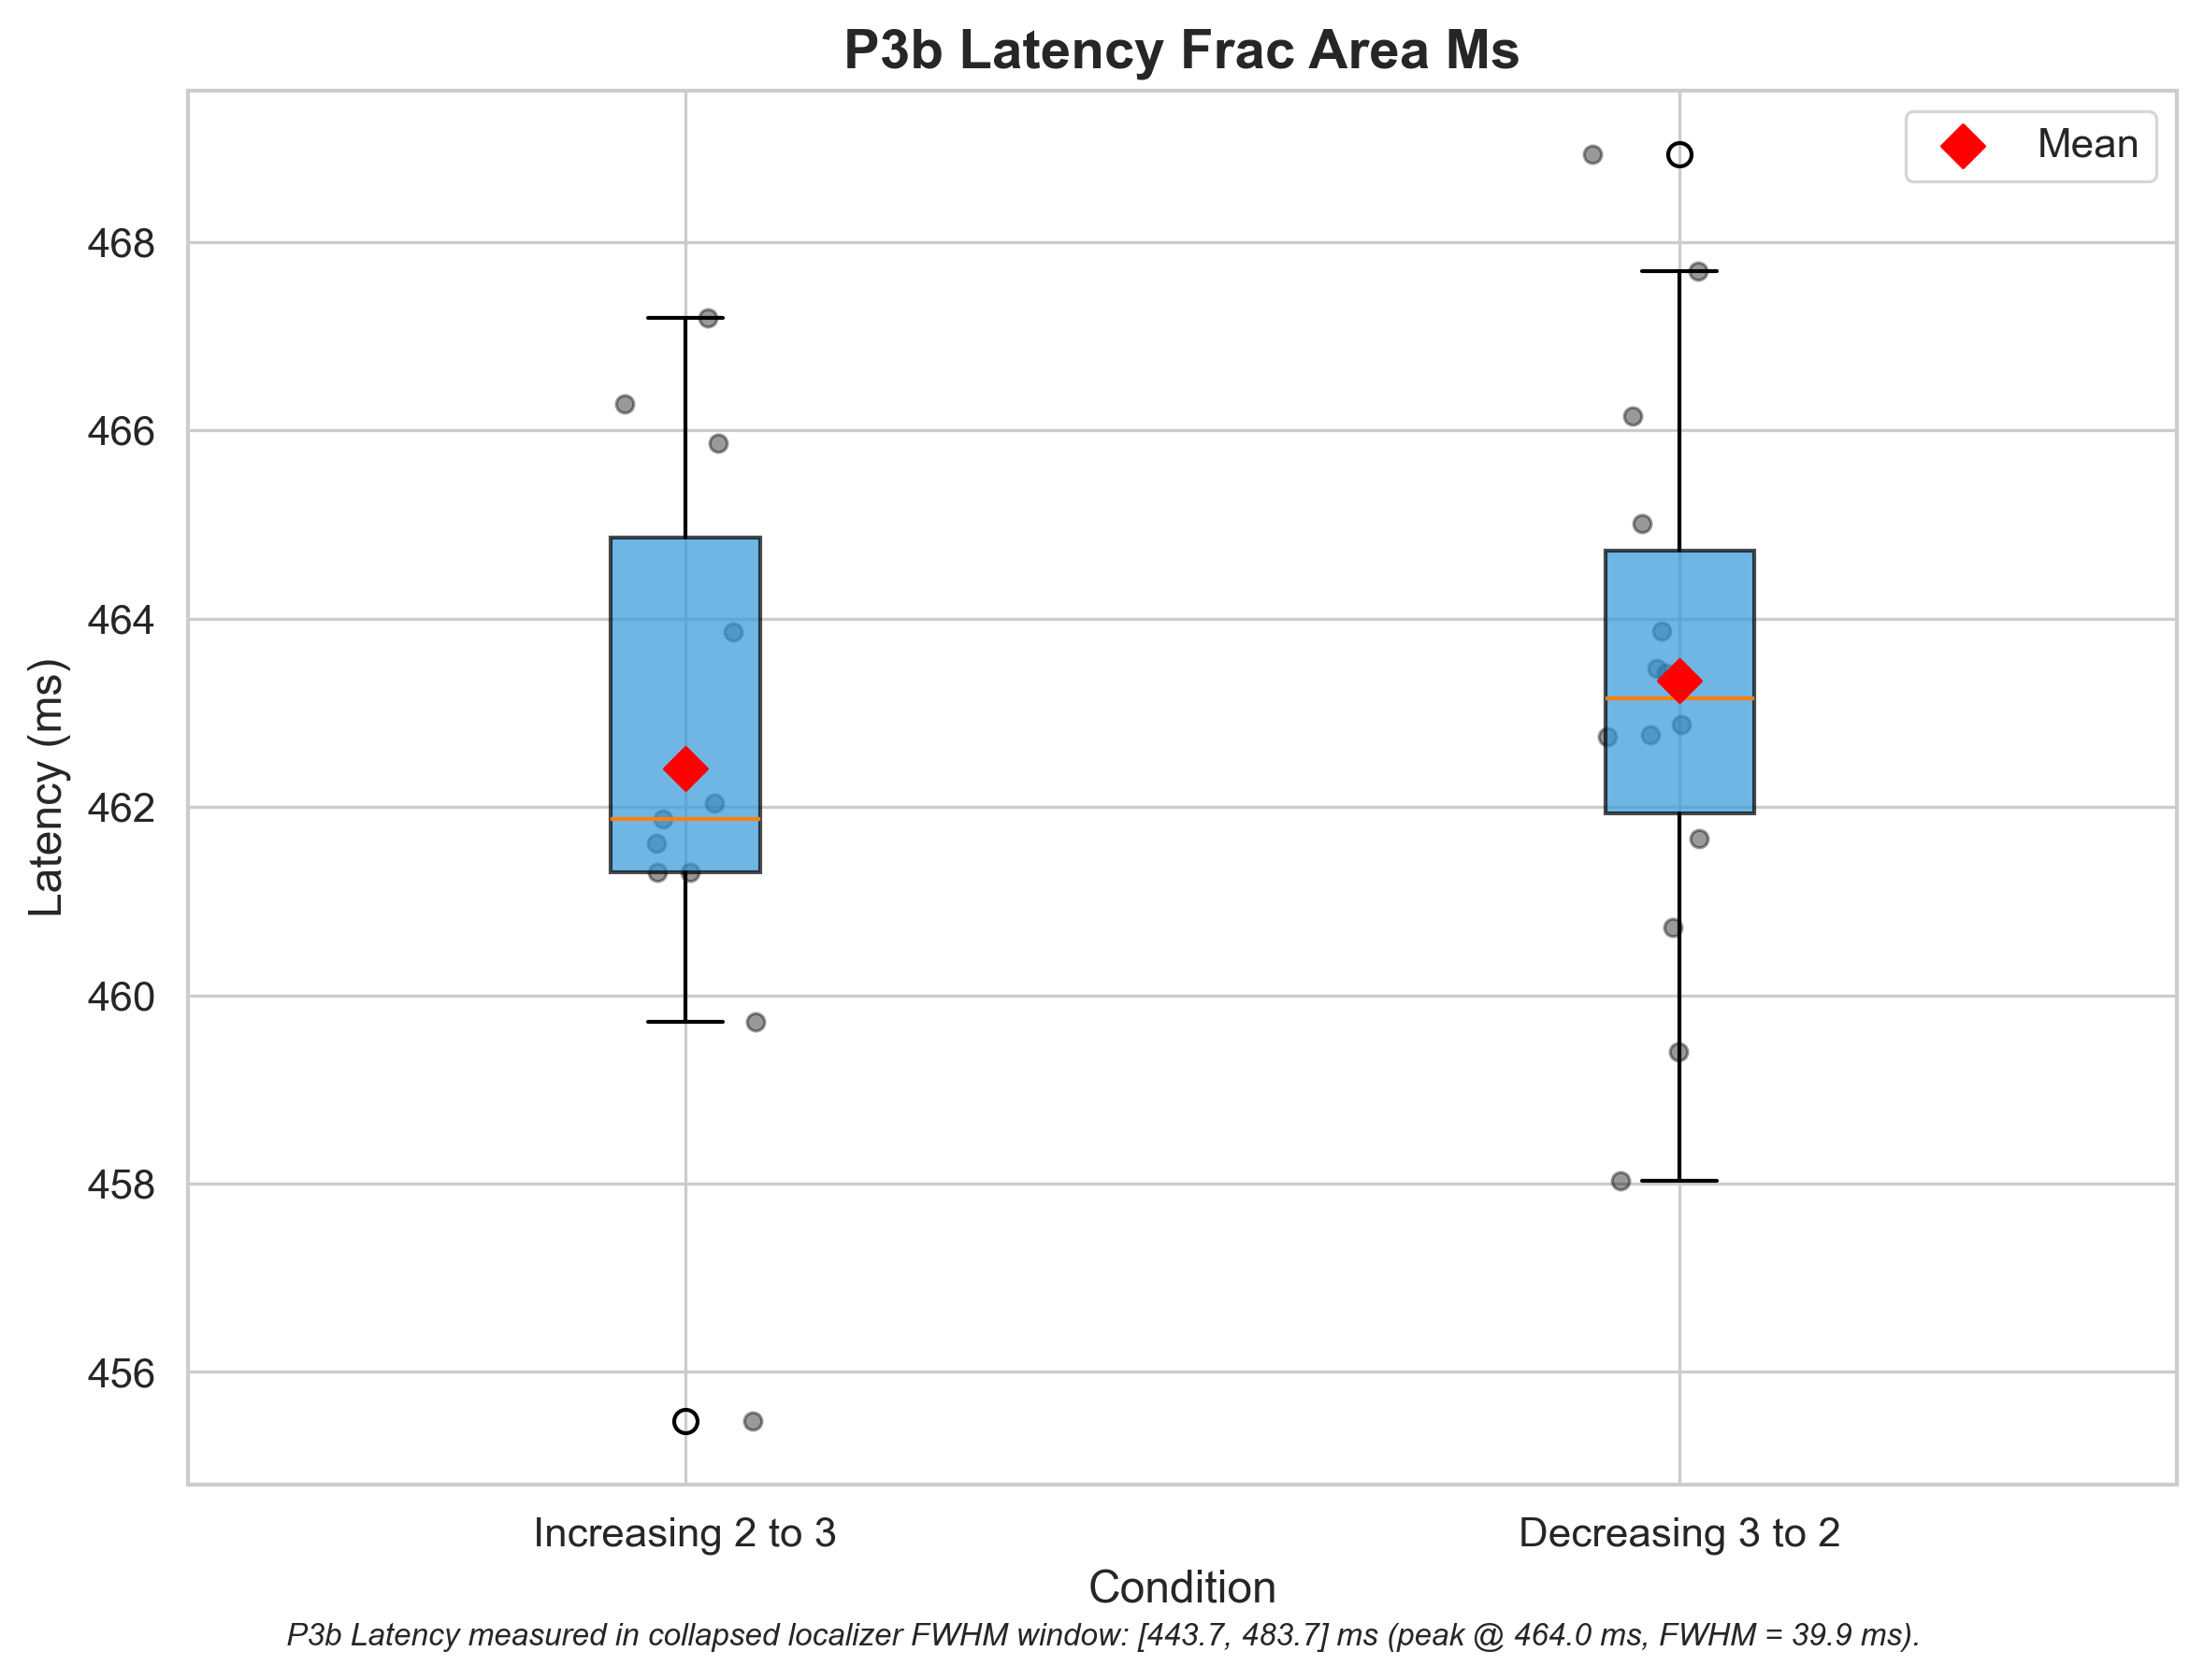 P3b Latency Frac Area Ms
Mean
468
466
464
462
460
458
456
Latency (ms)
Increasing 2 to 3
Decreasing 3 to 2
Condition
P3b Latency measured in collapsed localizer FWHM window: [443.7, 483.7] ms (peak @ 464.0 ms, FWHM = 39.9 ms).